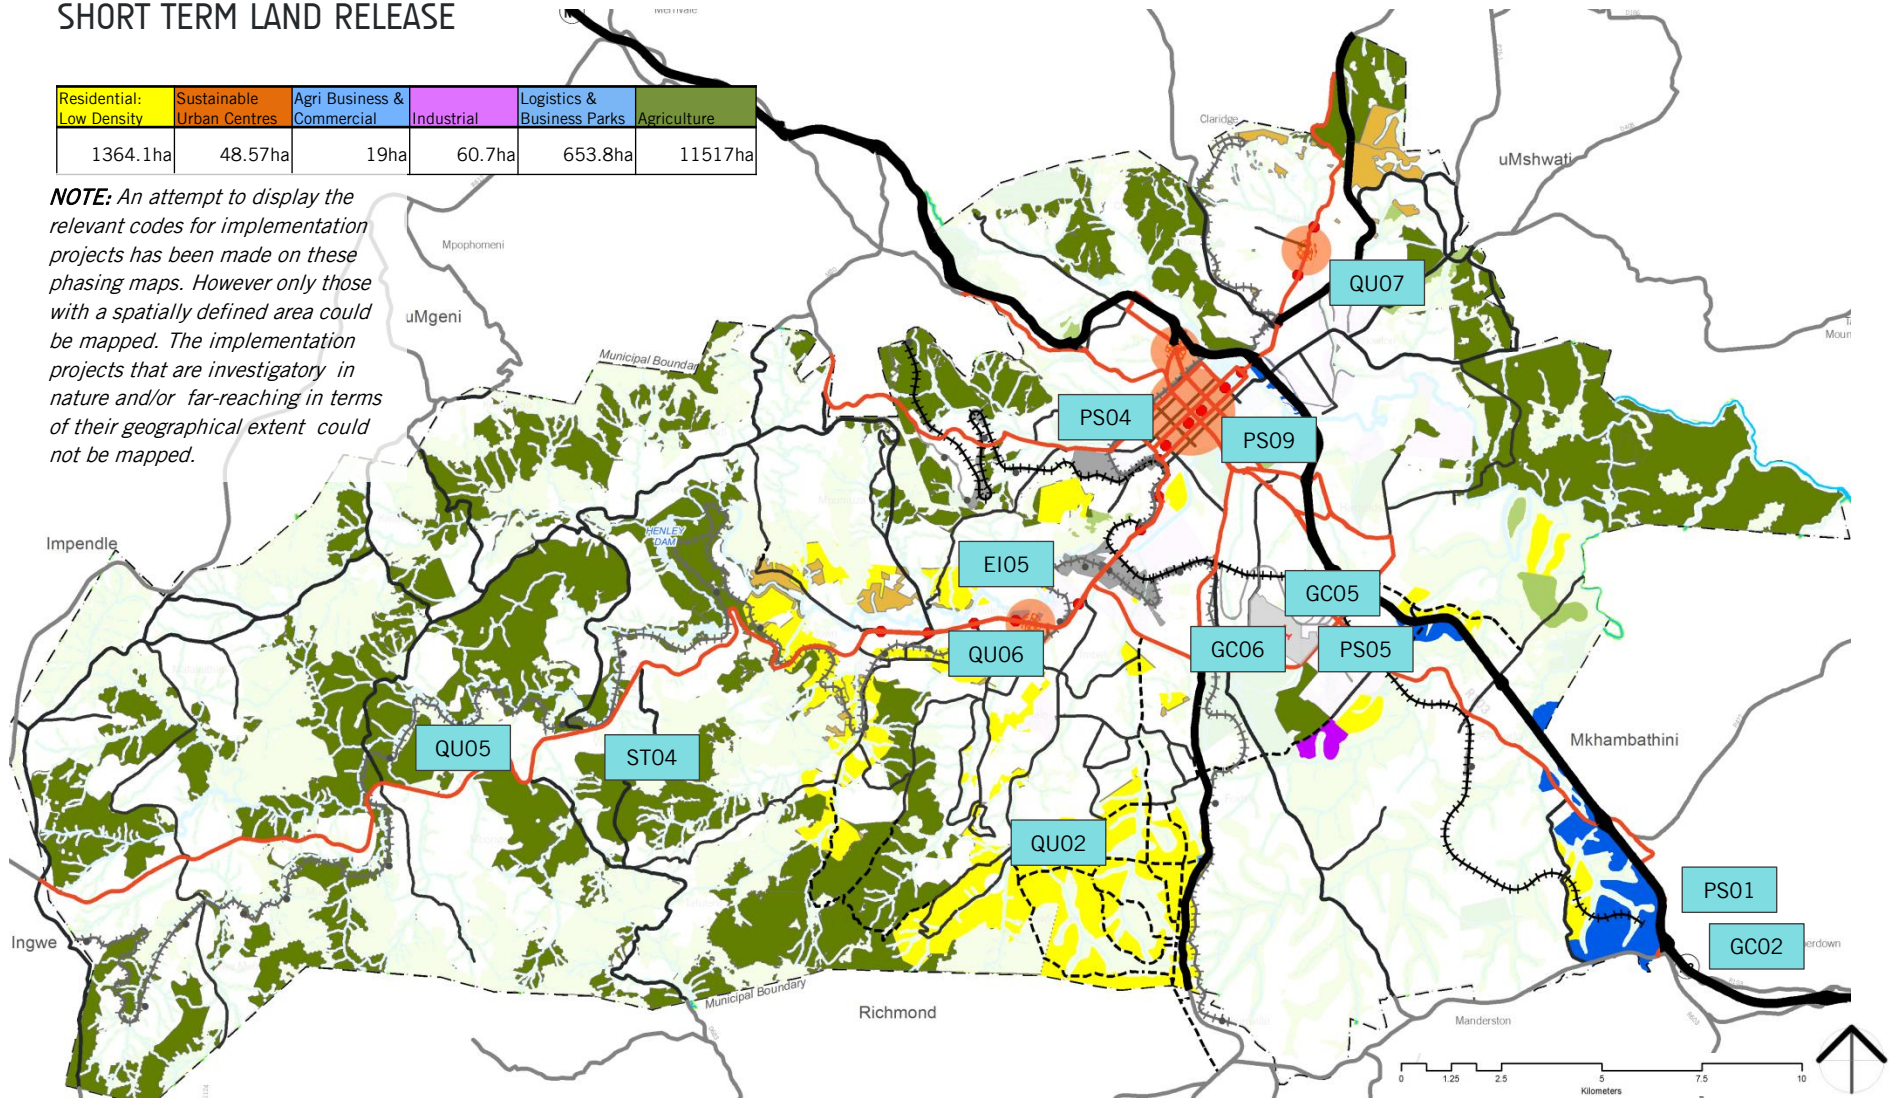 SHORT TERM LAND RELEASE
Residential: Low Density
Sustainable Urban Centres
Agri Business & Commercial
Industrial
Logistics & Business Parks
Agriculture
1364.1ha
48.57ha
19ha
60.7ha
653.8ha
11517ha
NOTE: An attempt to display the
relevant codes for implementation
projects has been made on these
phasing maps. However only those
with a spatially defined area could
be mapped. The implementation
projects that are investigatory in
nature and/or far-reaching in terms
of their geographical extent could
not be mapped.
Merrivale
Claridge
uMshwati
Mpophomeni
uMgeni
Municipal Boundar
QU07
PS04
PS09
HENLEY
DAM
Impendle
EI05
GC05
QU06
GC06
PS05
QU05
ST04
Mkhambathini
QU02
PS01
GC02
erdown
Ingwe
Municipal Boundary
Richmond
Manderston
0
1.25
2.5
5
7.5
10
Kilometers